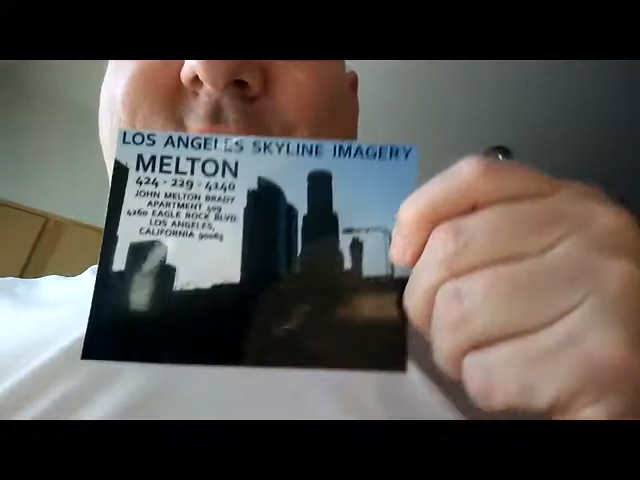 LOS ANGELES SKYLINE IMAGERY
MELTON
424 - 229 - 4140
JOHN MELTON BRADY
APARTMENT 409
4260 EAGLE ROCK BLVD.
LOS ANGELES,
CALIFORNIA 90065